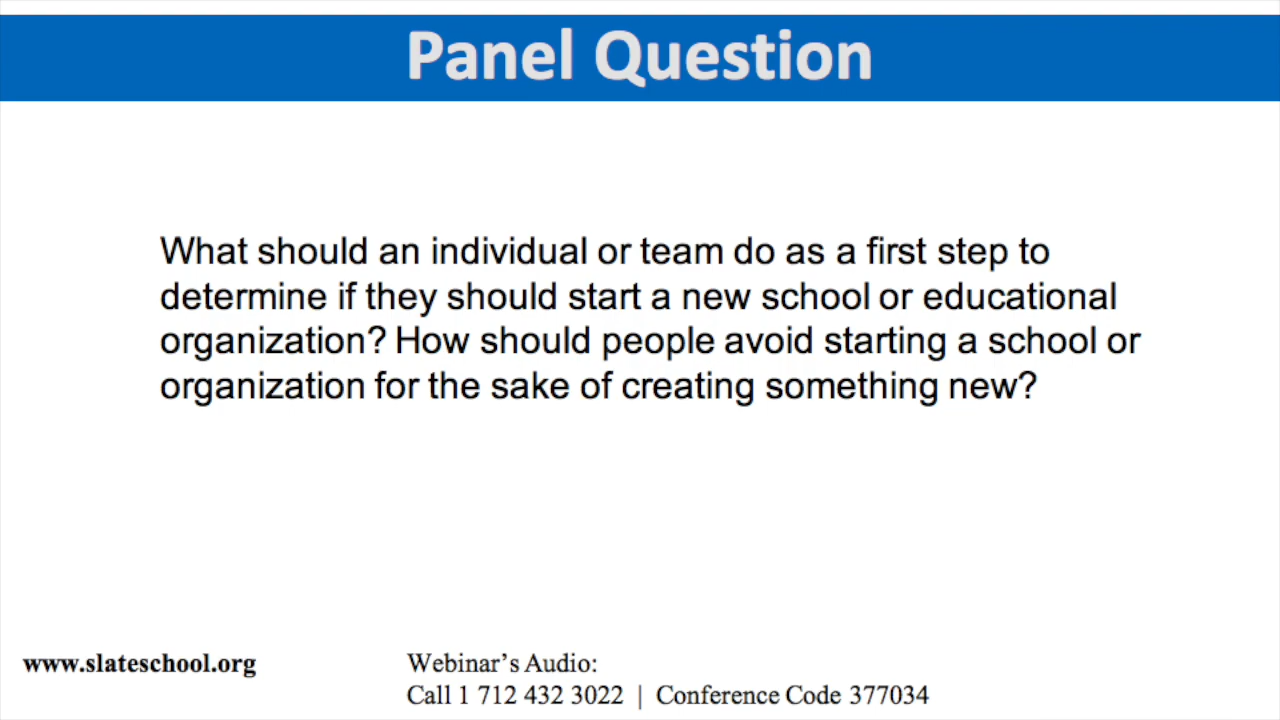 Panel Question
What should an individual or team do as a first step to
determine if they should start a new school or educational
organization? How should people avoid starting a school or
organization for the sake of creating something new?
www.slateschool.org
Webinar's Audio:
Call 1 712 432 3022 | Conference Code 377034